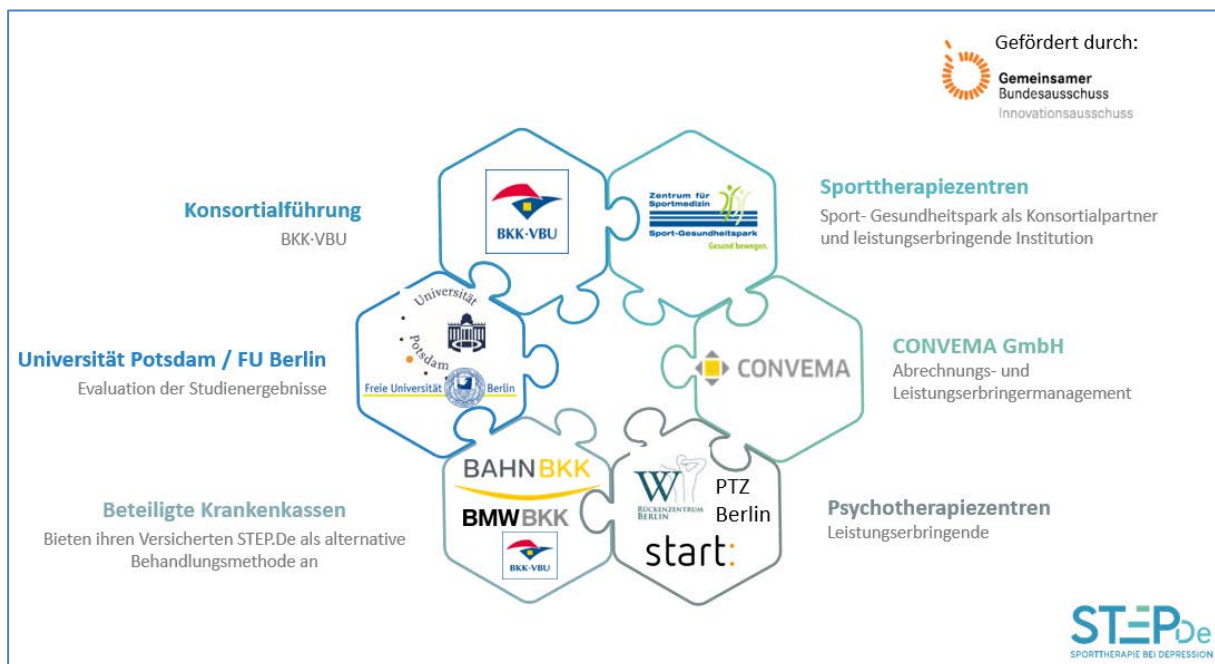 Gefördert durch:
Gemeinsamer
Bundesausschuss
Innovationsausschuss
Konsortialführung
BKK·VBU
BKK·VBU
Zentrum für
Sportmedizin
Sport-Gesundheitspark
Gesund bewegen.
Sporttherapiezentren
Sport- Gesundheitspark als Konsortialpartner
und leistungserbringende Institution
Universität Potsdam / FU Berlin
Evaluation der Studienergebnisse
Universität
Potsdam
Freie Universität Berlin
CONVEMA
CONVEMA GmbH
Abrechnungs- und
Leistungserbringermanagement
Beteiligte Krankenkassen
Bieten ihren Versicherten STEP.De als alternative
Behandlungsmethode an
BAHNBKK
BMWBKK
BKK·VBU
W
RÜCKENZENTRUM
BERLIN
PTZ
Berlin
start:
Psychotherapiezentren
Leistungserbringende
STEP.De
SPORTTHERAPIE BEI DEPRESSION